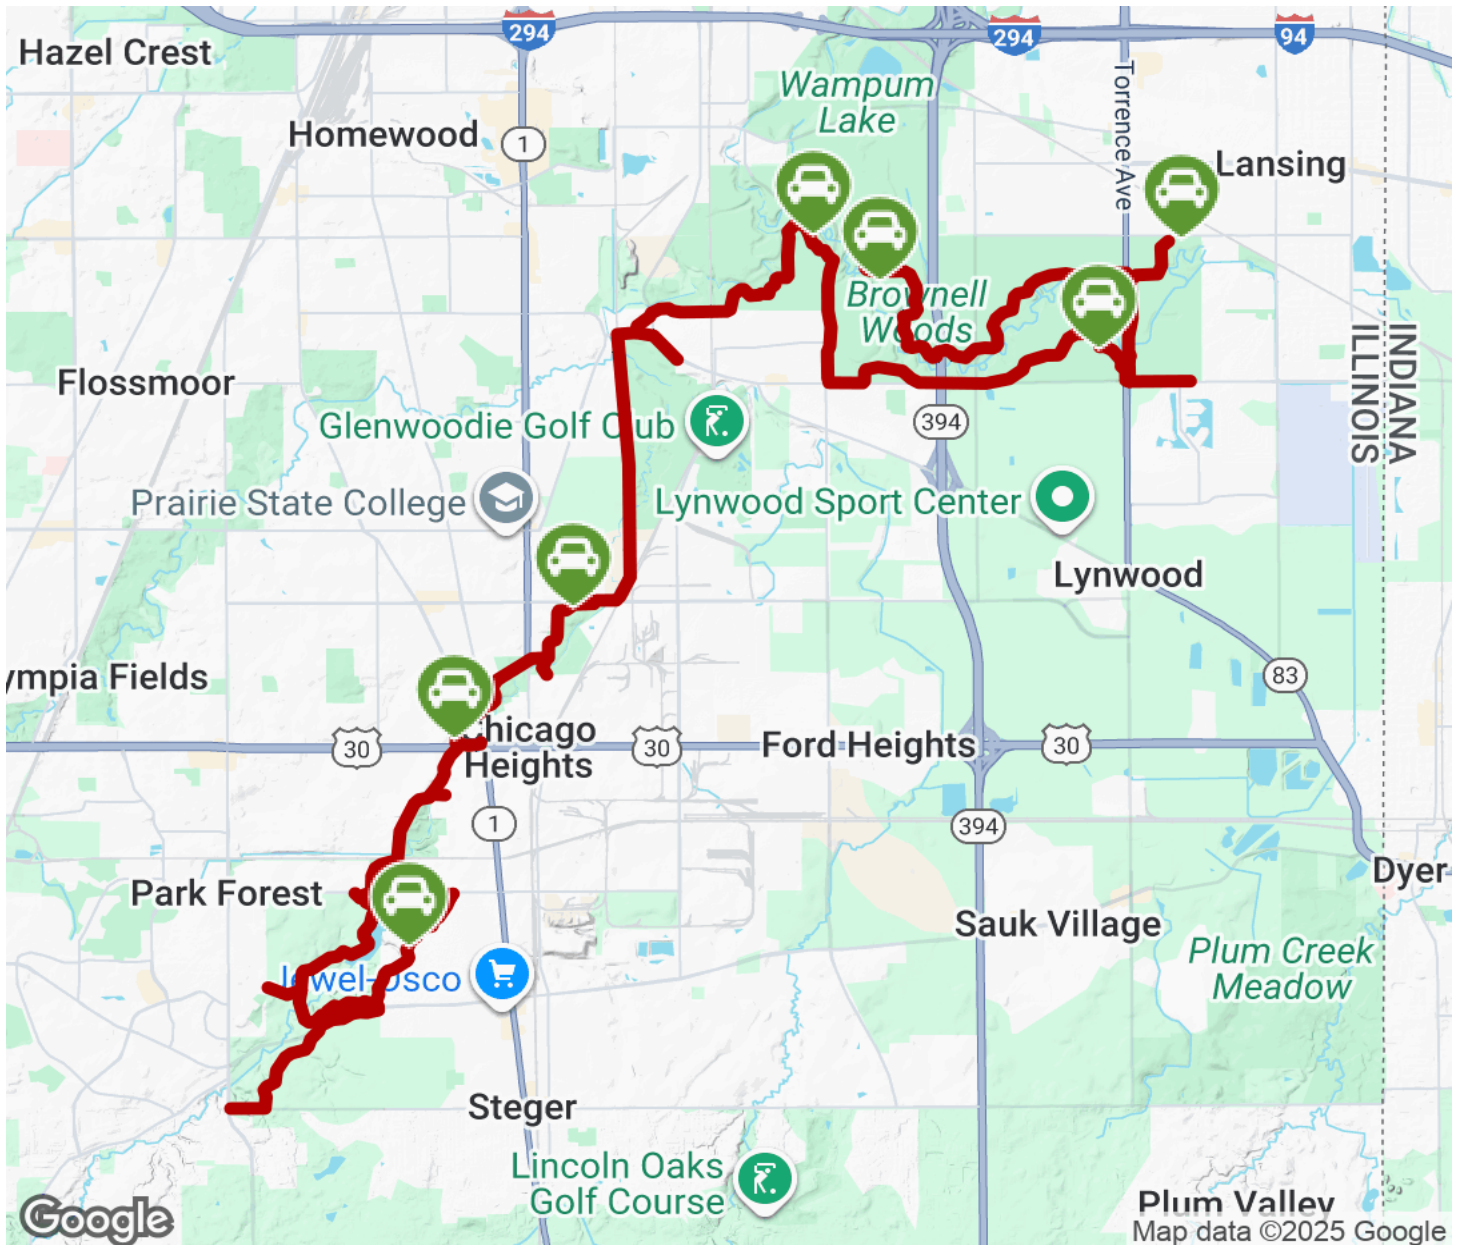 294
294
94
Hazel Crest
Wampum
Lake
Torrence Ave
Homewood
1
Lansing
Brownell
Woods
INDIANA
ILLINOIS
Flossmoor
Glenwoodie Golf Club
394
Prairie State College
Lynwood Sport Center
Lynwood
ympia Fields
83
Chicago
Heights
30
30
Ford Heights
30
1
394
Dyer
Park Forest
Sauk Village
Plum Creek
Meadow
Jewel-Osco
Steger
Lincoln Oaks
Golf Course
Plum Valley
Google
Map data ©2025 Google